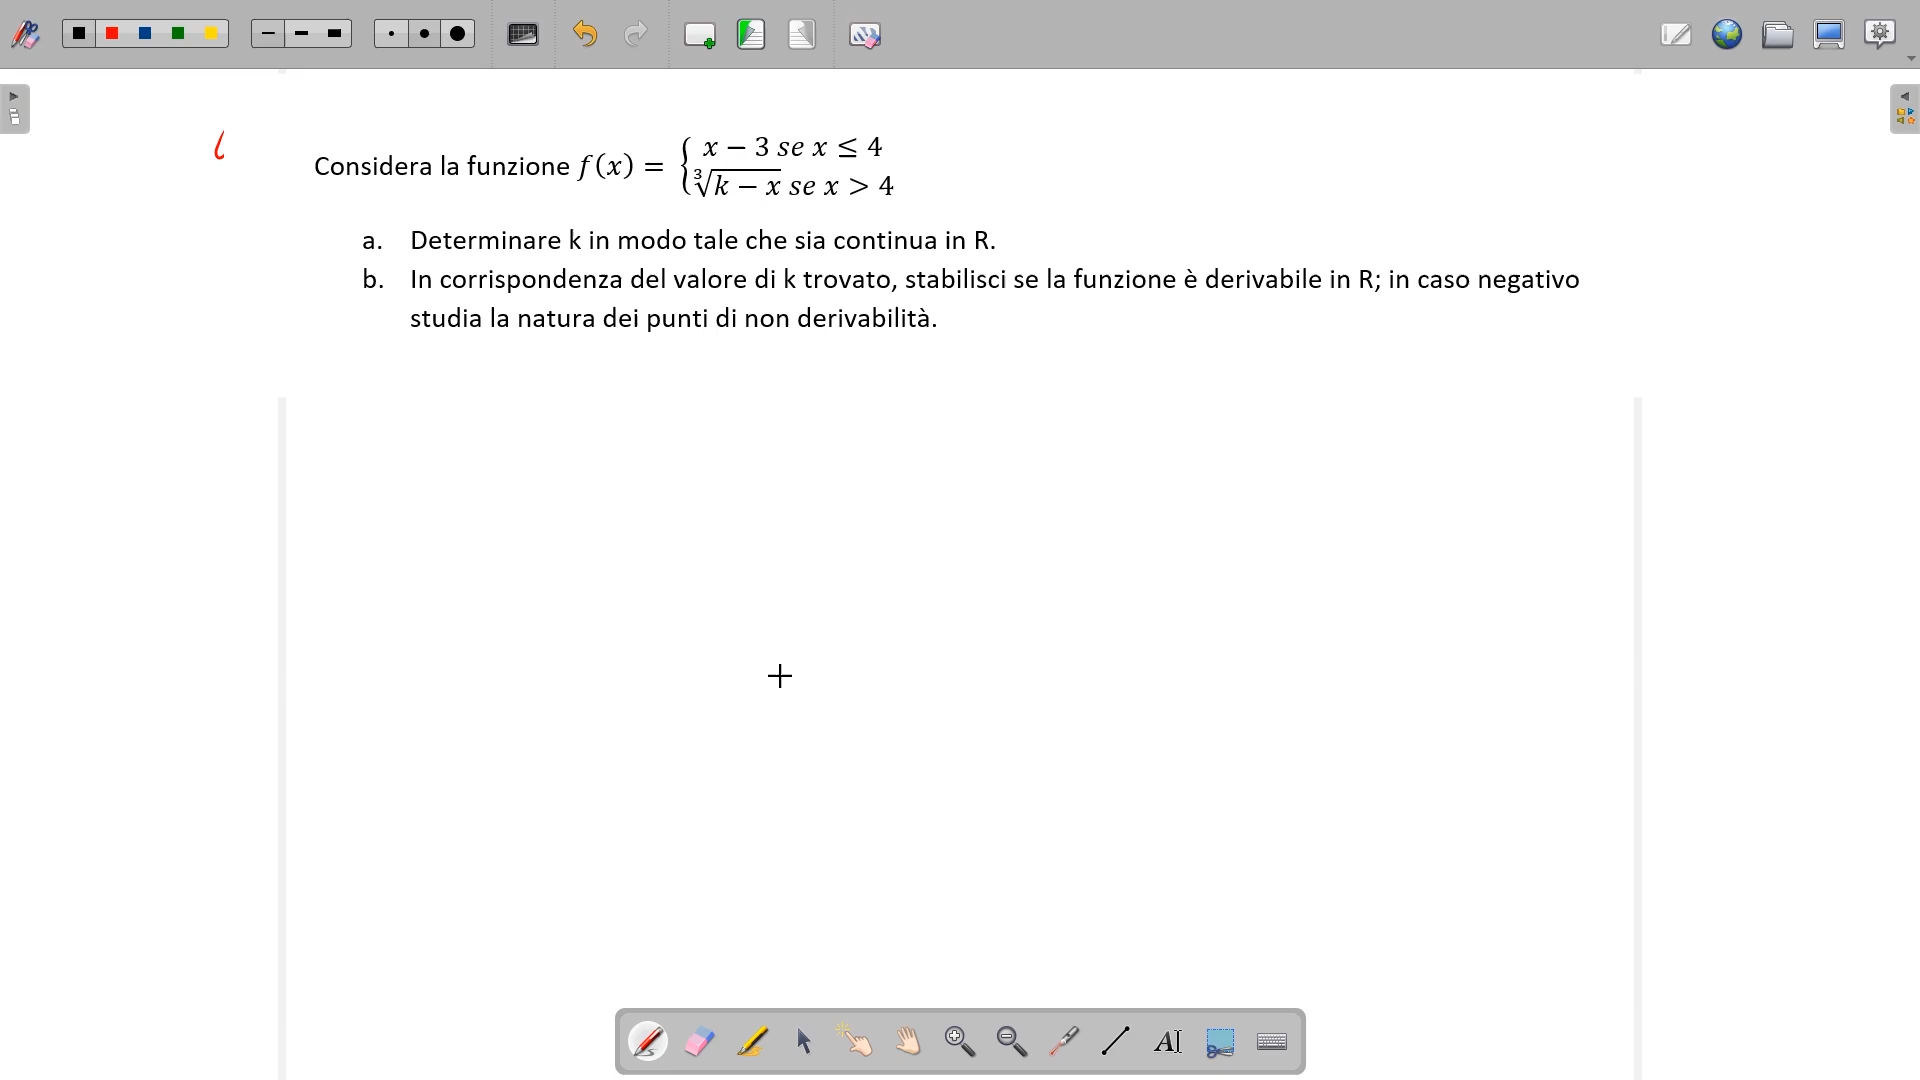 Considera la funzione f(x) = { x − 3 se x ≤ 4
∛(k − x) se x > 4
a. Determinare k in modo tale che sia continua in R.
b. In corrispondenza del valore di k trovato, stabilisci se la funzione è derivabile in R; in caso negativo
studia la natura dei punti di non derivabilità.